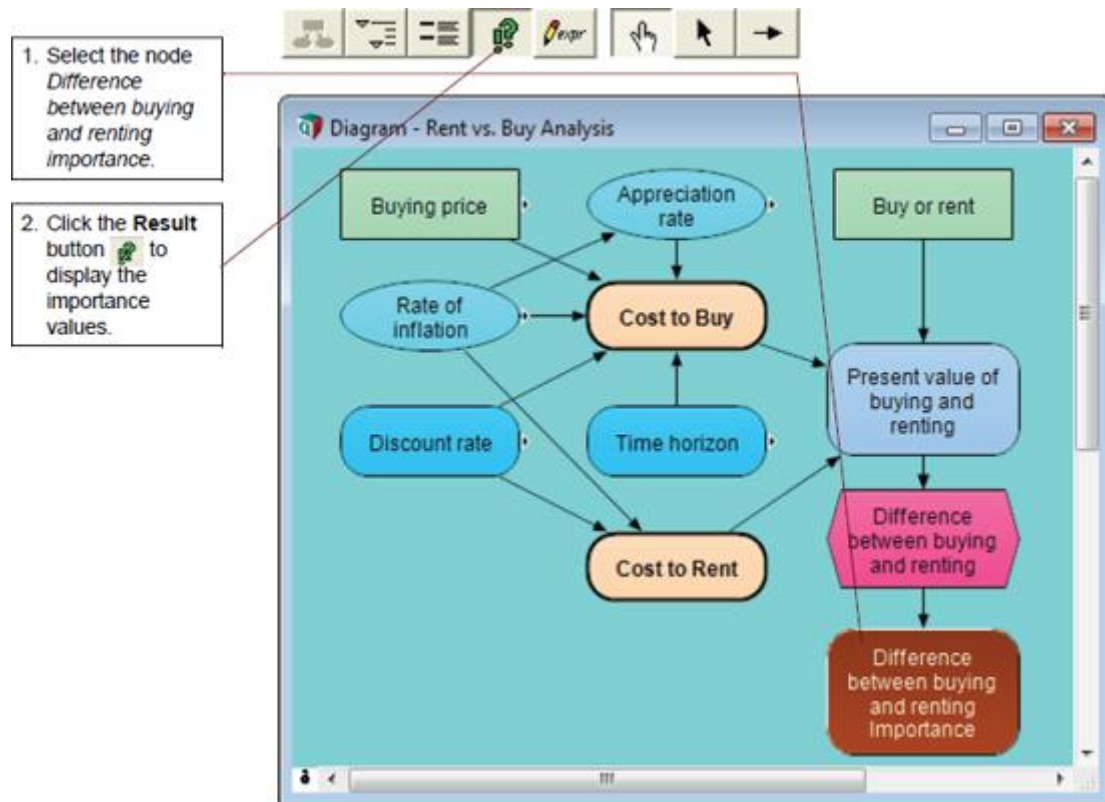 expr
1. Select the node
Difference
between buying
and renting
importance.
2. Click the Result
button to
display the
importance
values.
Diagram - Rent vs. Buy Analysis
Buying price
Appreciation
rate
Buy or rent
Rate of
inflation
Cost to Buy
Present value of
buying and
renting
Discount rate
Time horizon
Difference
between buying
and renting
Cost to Rent
Difference
between buying
and renting
Importance